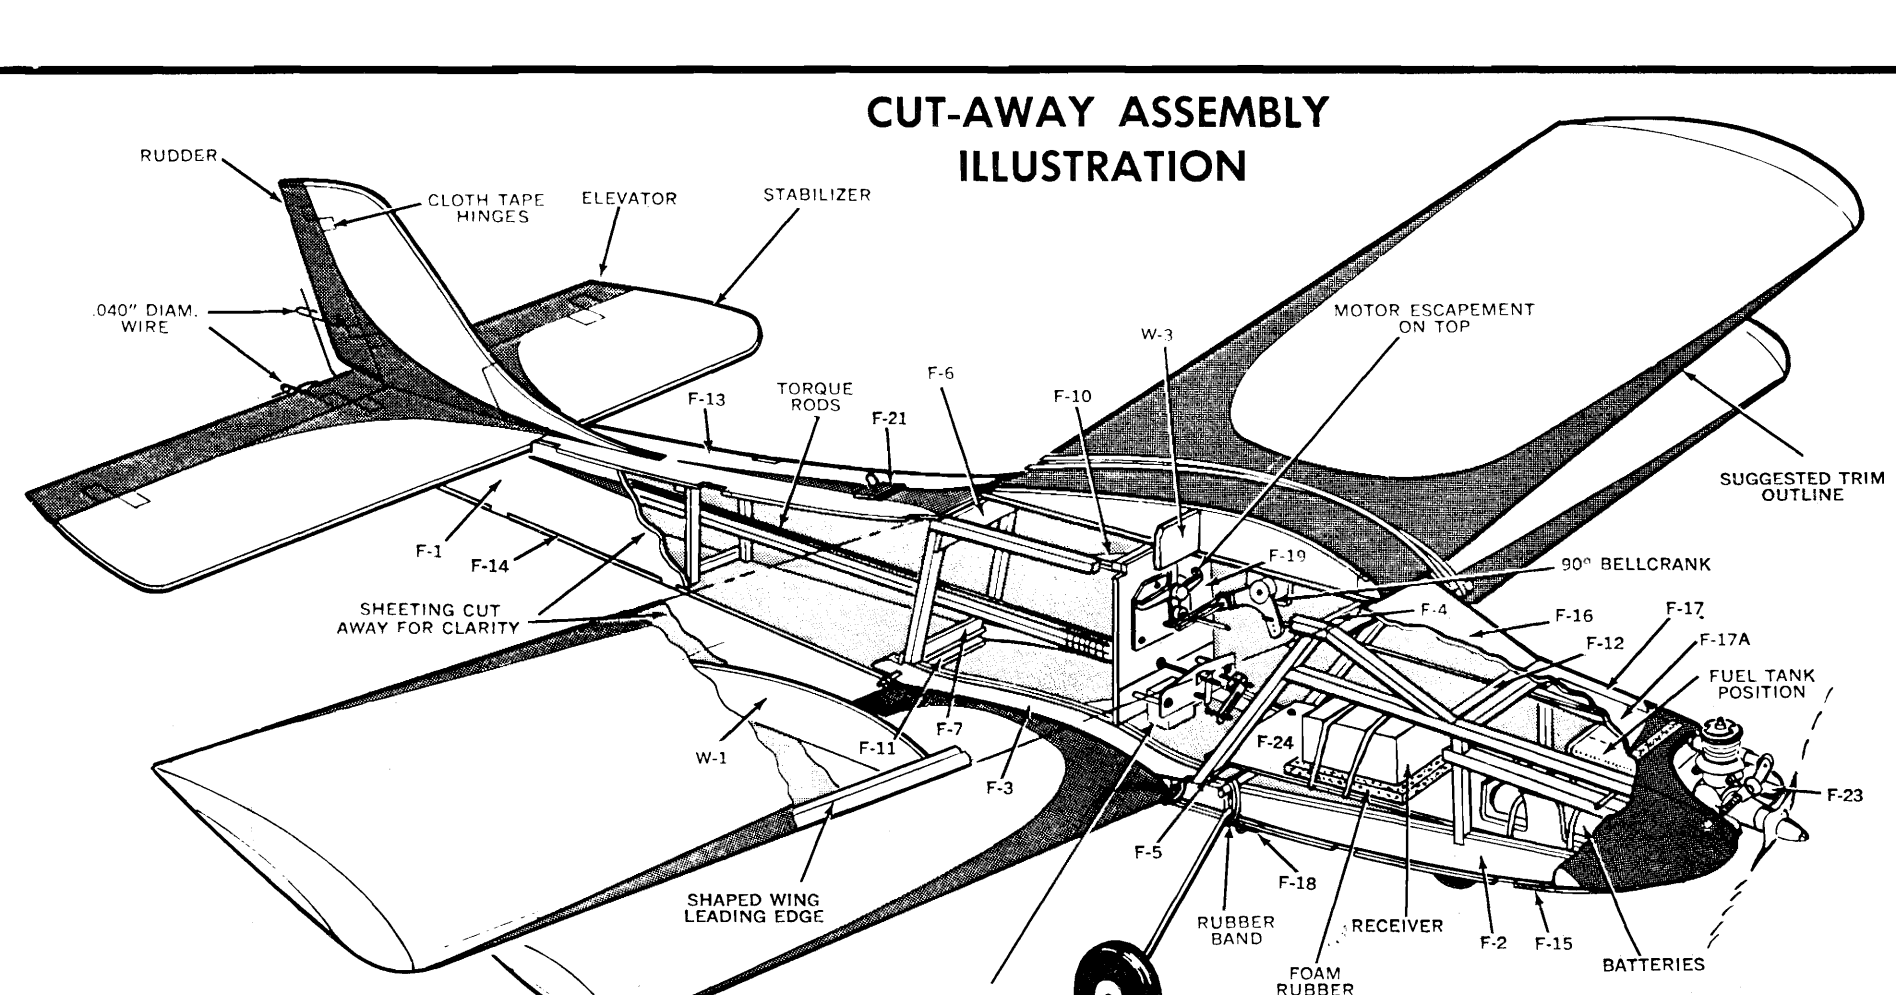 CUT-AWAY ASSEMBLY
ILLUSTRATION
RUDDER
CLOTH TAPE
HINGES
ELEVATOR
STABILIZER
.040" DIAM.
WIRE
MOTOR ESCAPEMENT
ON TOP
W-3
F-6
TORQUE
RODS
F-13
F-21
F-10
SUGGESTED TRIM
OUTLINE
F-1
F-14
F-19
90° BELLCRANK
SHEETING CUT
AWAY FOR CLARITY
F-4
F-16
F-17
F-12
F-17A
FUEL TANK
POSITION
W-1
F-11
F-7
F-24
F-3
F-23
F-5
F-18
SHAPED WING
LEADING EDGE
RUBBER
BAND
RECEIVER
F-2
F-15
BATTERIES
FOAM
RUBBER